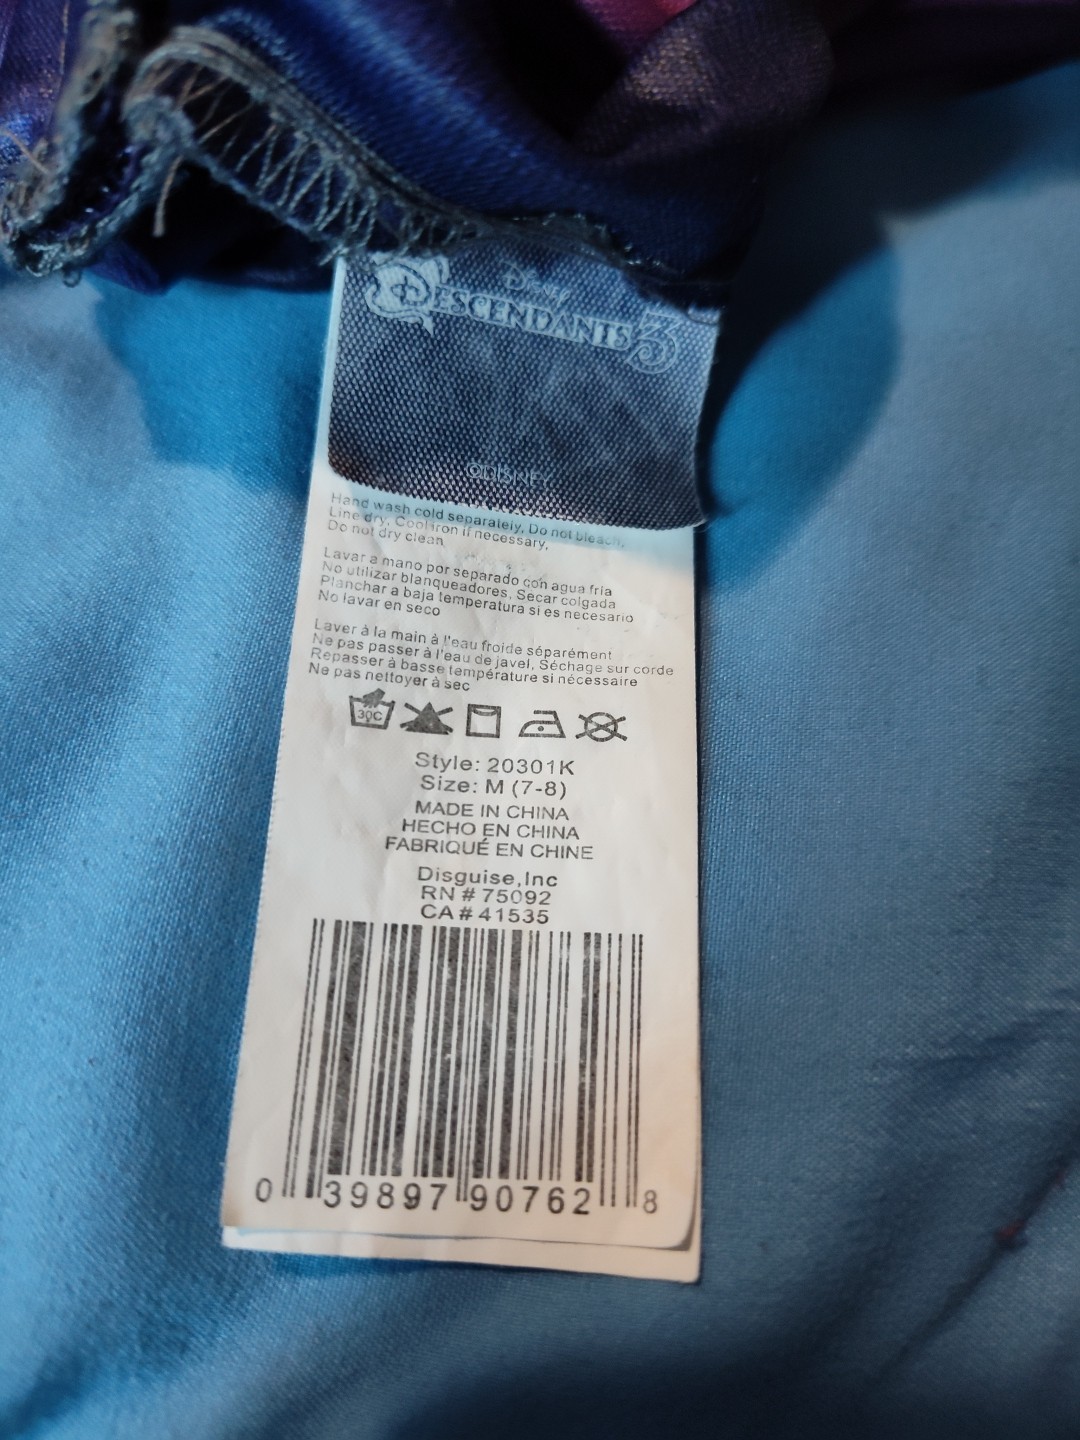 Disney
DESCENDANTS 3
©DISNEY
Hand wash cold separately, Do not bleach,
Line dry, Cool iron if necessary,
Do not dry clean
Lavar a mano por separado con agua fría
No utilizar blanqueadores, Secar colgada
Planchar a baja temperatura si es necesario
No lavar en seco
Laver à la main à l'eau froide séparément
Ne pas passer à l'eau de javel, Séchage sur corde
Repasser à basse température si nécessaire
Ne pas nettoyer à sec
30C
Style: 20301K
Size: M (7-8)
MADE IN CHINA
HECHO EN CHINA
FABRIQUÉ EN CHINE
Disguise,Inc
RN # 75092
CA # 41535
0 39897 90762 8